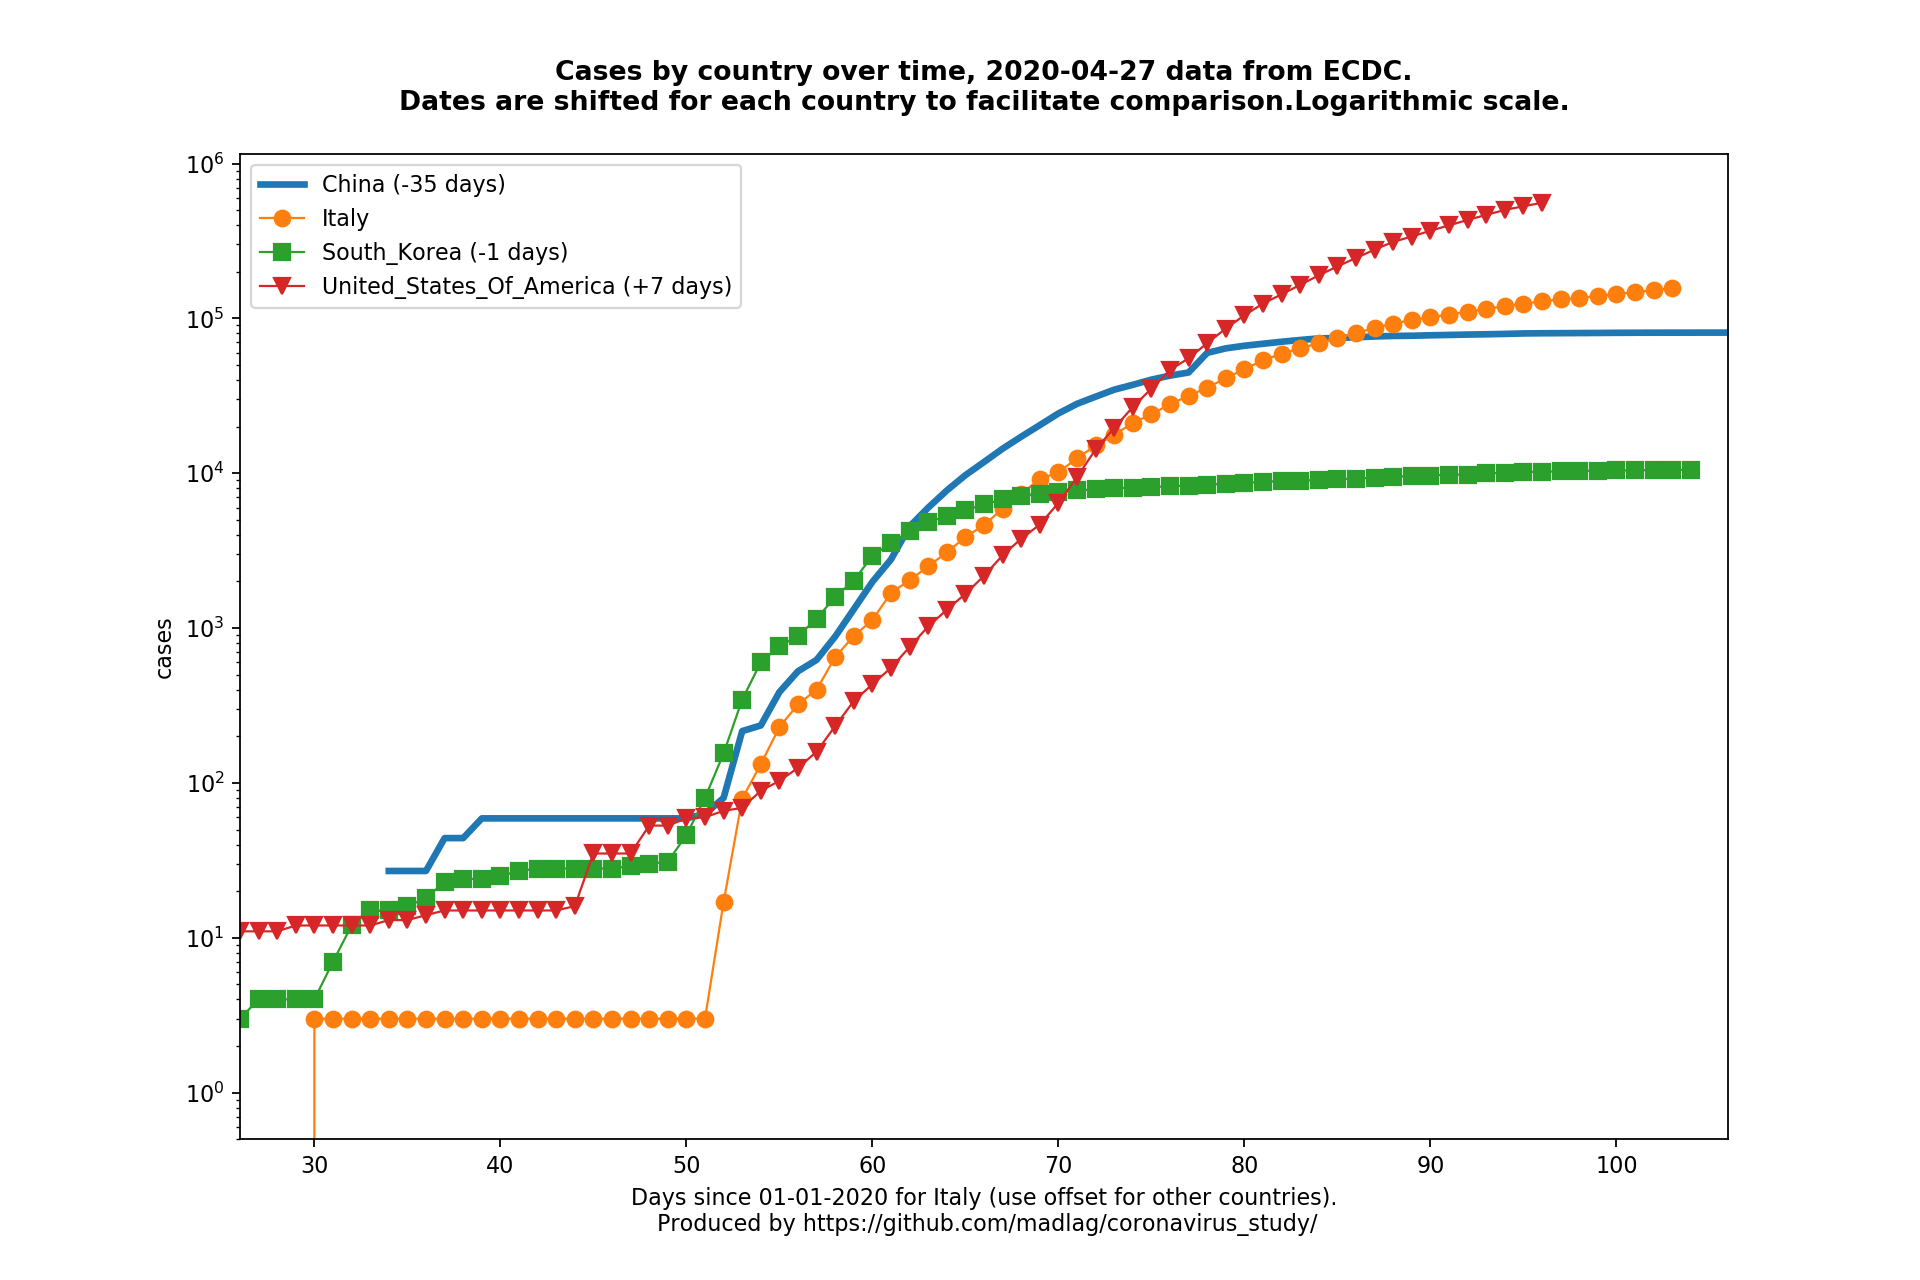 Cases by country over time, 2020-04-27 data from ECDC.
Dates are shifted for each country to facilitate comparison.Logarithmic scale.
10⁶
10⁵
10⁴
10³
10²
10¹
10⁰
cases
China (-35 days)
Italy
South_Korea (-1 days)
United_States_Of_America (+7 days)
30 40 50 60 70 80 90 100
Days since 01-01-2020 for Italy (use offset for other countries).
Produced by https://github.com/madlag/coronavirus_study/